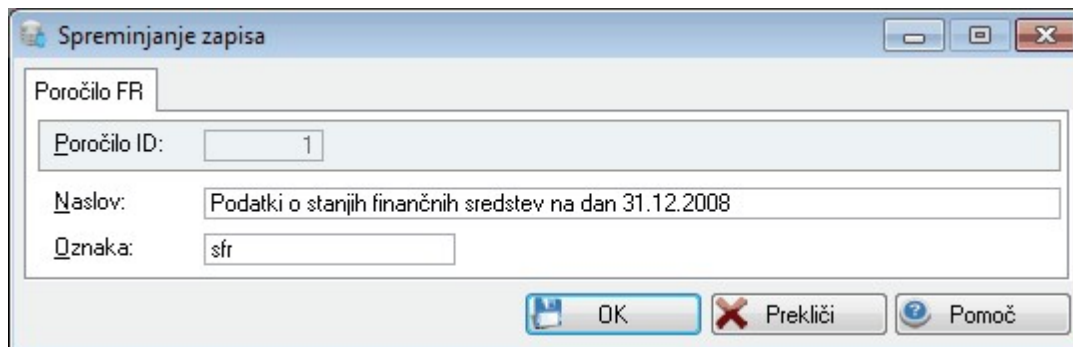 Spreminjanje zapisa
Poročilo FR
Poročilo ID: 1
Naslov: Podatki o stanjih finančnih sredstev na dan 31.12.2008
Oznaka: sfr
OK Prekliči Pomoč